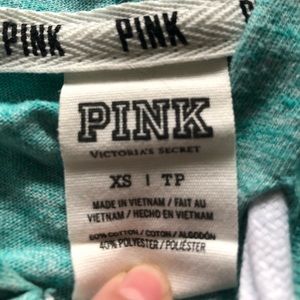 PINK PINK PINK
PINK
VICTORIA'S SECRET
XS | TP
MADE IN VIETNAM / FAIT AU
VIETNAM / HECHO EN VIETNAM
60% COTTON / COTON / ALGODÓN
40% POLYESTER / POLIÉSTER